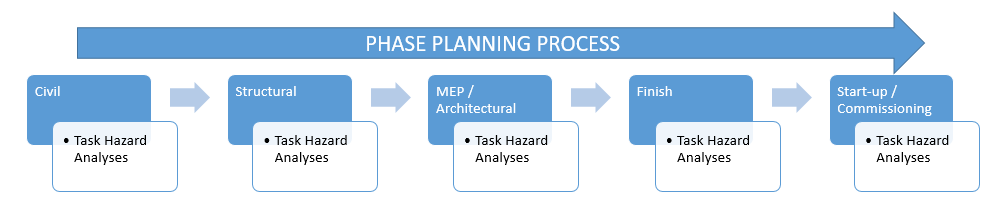 PHASE PLANNING PROCESS
Civil
• Task Hazard
Analyses
Structural
• Task Hazard
Analyses
MEP /
Architectural
• Task Hazard
Analyses
Finish
• Task Hazard
Analyses
Start-up /
Commissioning
• Task Hazard
Analyses